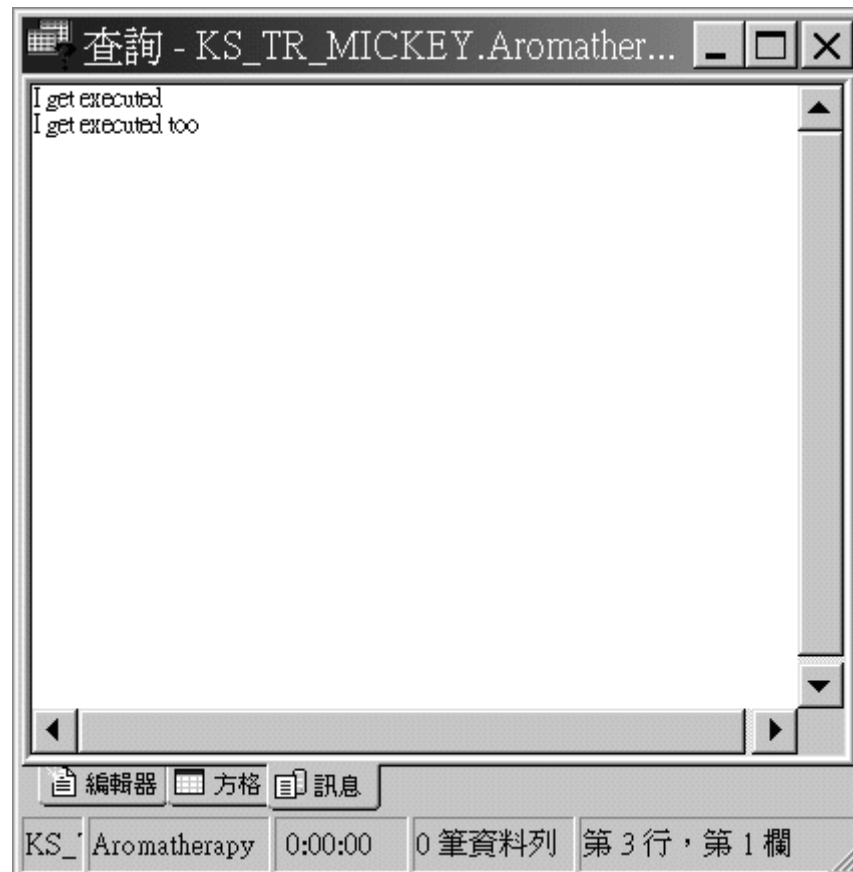 查詢 - KS_TR_MICKEY.Aromather...
I get executed
I get executed too
編輯器 方格 訊息
KS_ Aromatherapy 0:00:00 0 筆資料列 第 3 行，第 1 欄